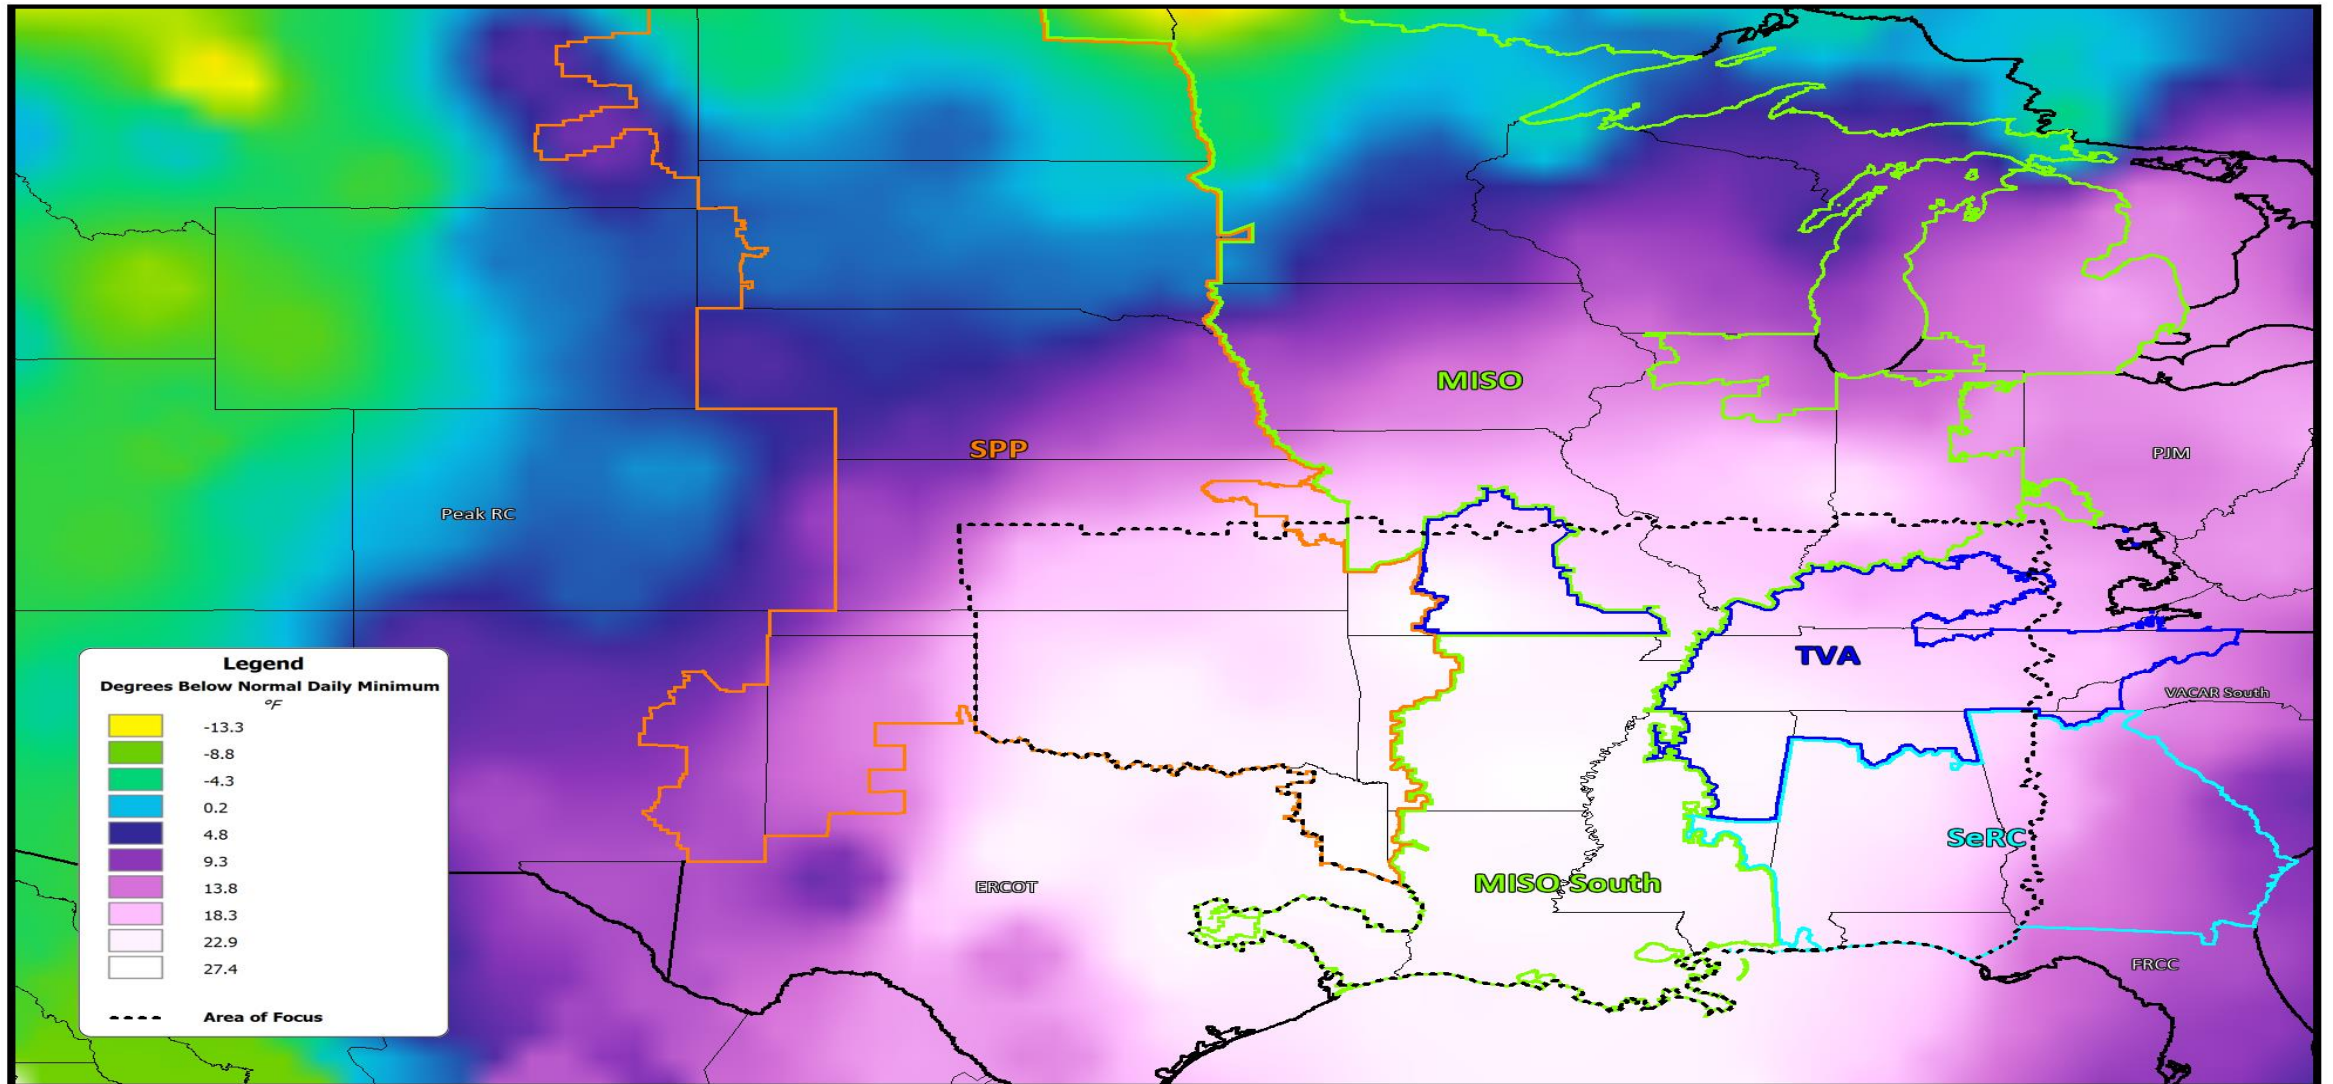 MISO
SPP
PJM
Peak RC
TVA
VACAR South
SeRC
MISO South
ERCOT
FRCC
Legend
Degrees Below Normal Daily Minimum
°F
-13.3
-8.8
-4.3
0.2
4.8
9.3
13.8
18.3
22.9
27.4
Area of Focus